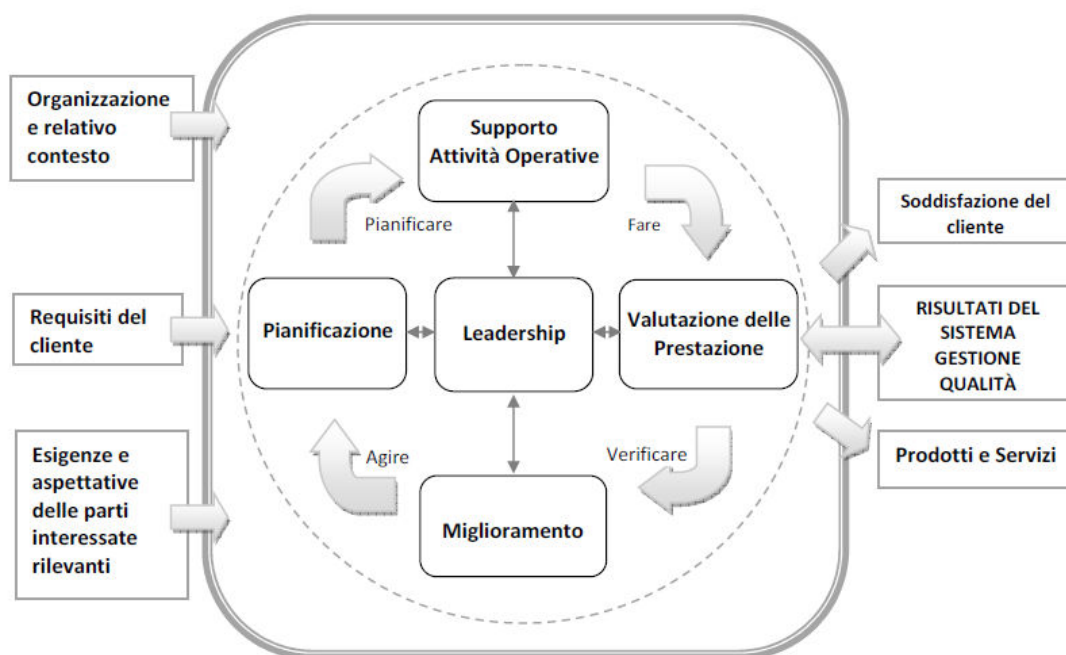 Organizzazione
e relativo
contesto
Requisiti del
cliente
Esigenze e
aspettative
delle parti
interessate
rilevanti
Supporto
Attività Operative
Pianificare
Fare
Pianificazione
Leadership
Valutazione delle
Prestazione
Agire
Verificare
Miglioramento
Soddisfazione del
cliente
RISULTATI DEL
SISTEMA
GESTIONE
QUALITÀ
Prodotti e Servizi